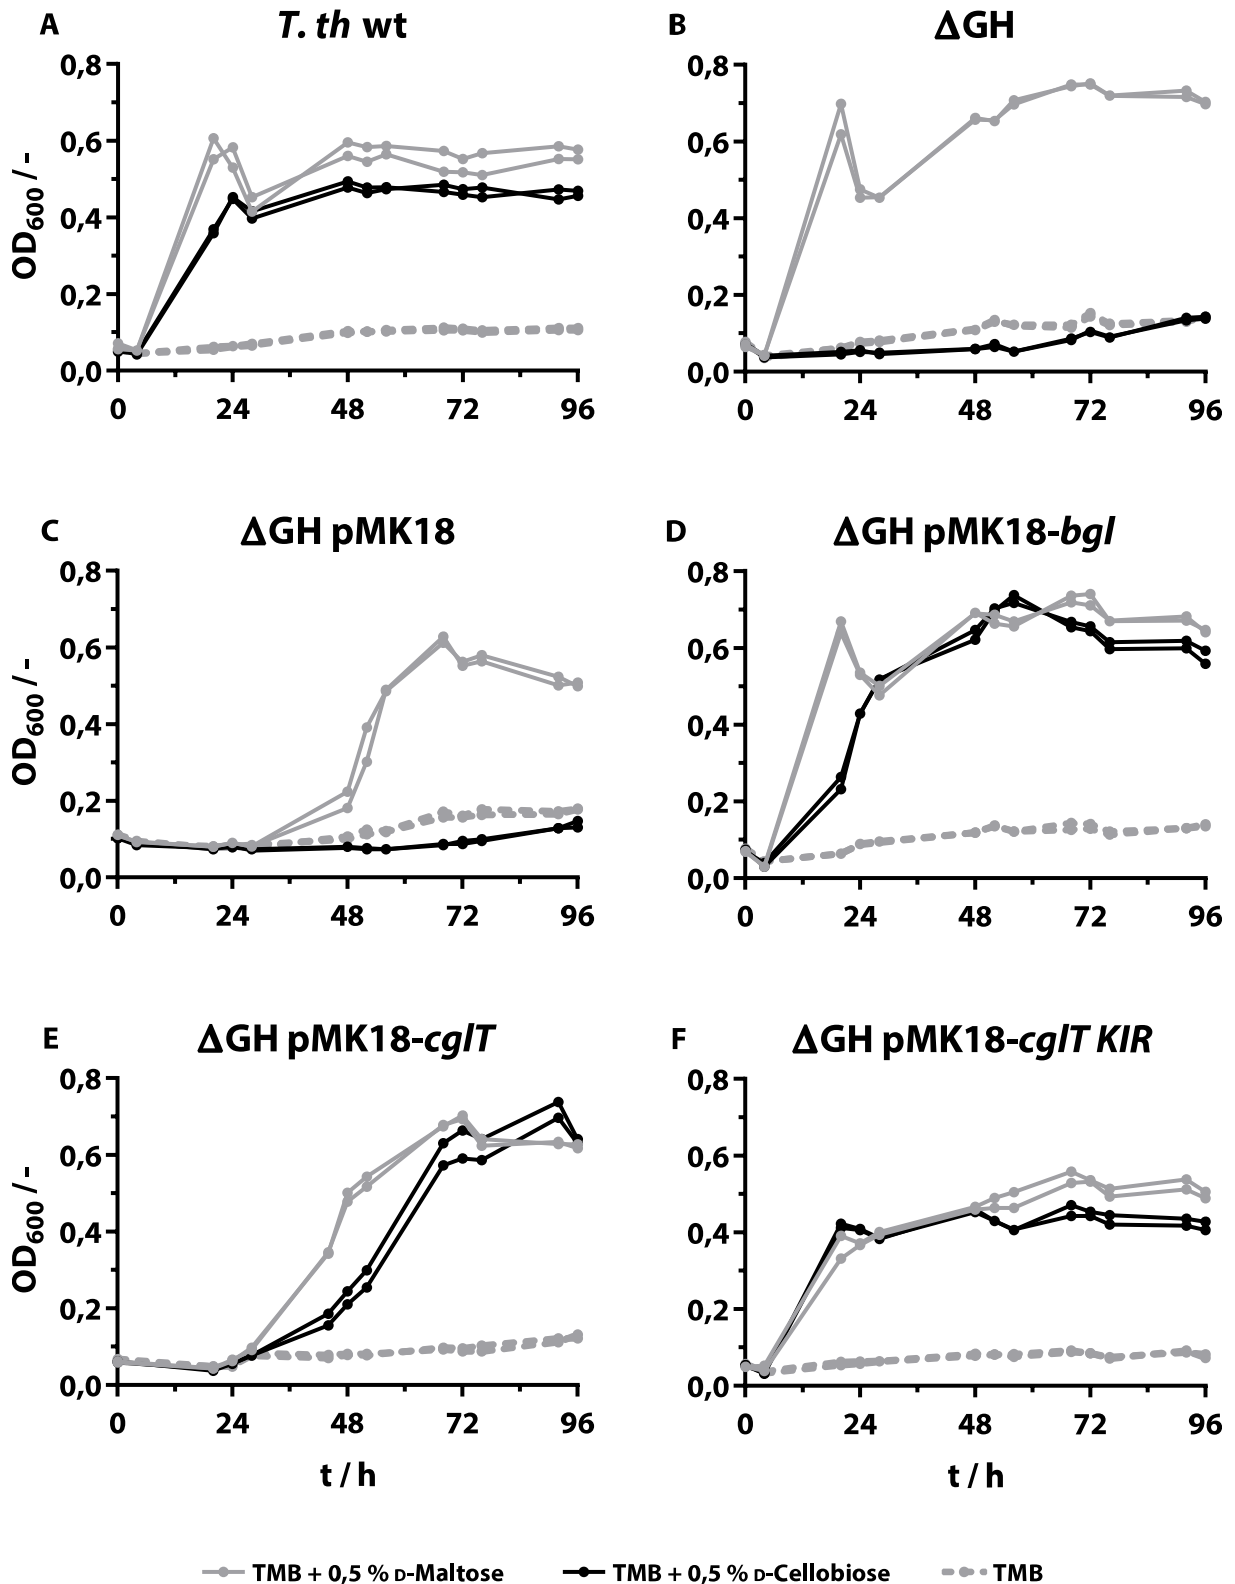 A T. th wt
B ΔGH
0,8
0,6
0,4
0,2
0,0
OD600 / -
0 24 48 72 96
0,8
0,6
0,4
0,2
0,0
0 24 48 72 96
C ΔGH pMK18
D ΔGH pMK18-bgl
0,8
0,6
0,4
0,2
0,0
OD600 / -
0 24 48 72 96
0,8
0,6
0,4
0,2
0,0
0 24 48 72 96
E ΔGH pMK18-cglT
F ΔGH pMK18-cglT KIR
0,8
0,6
0,4
0,2
0,0
OD600 / -
0 24 48 72 96
t / h
0,8
0,6
0,4
0,2
0,0
0 24 48 72 96
t / h
TMB + 0,5 % D-Maltose TMB + 0,5 % D-Cellobiose TMB